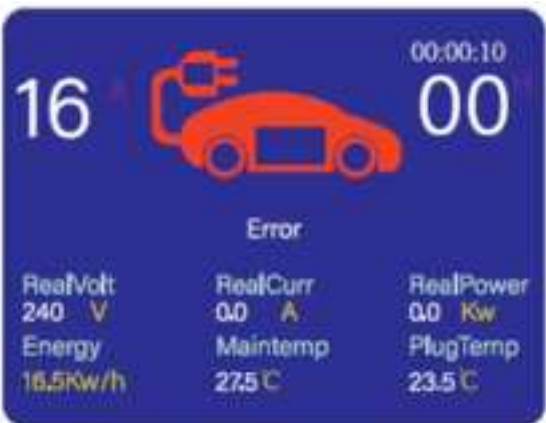 00:00:10
16
00
Error
RealVolt RealCurr RealPower
240 V 0.0 A 0.0 Kw
Energy Maintemp PlugTemp
16.5Kw/h 27.5℃ 23.5℃